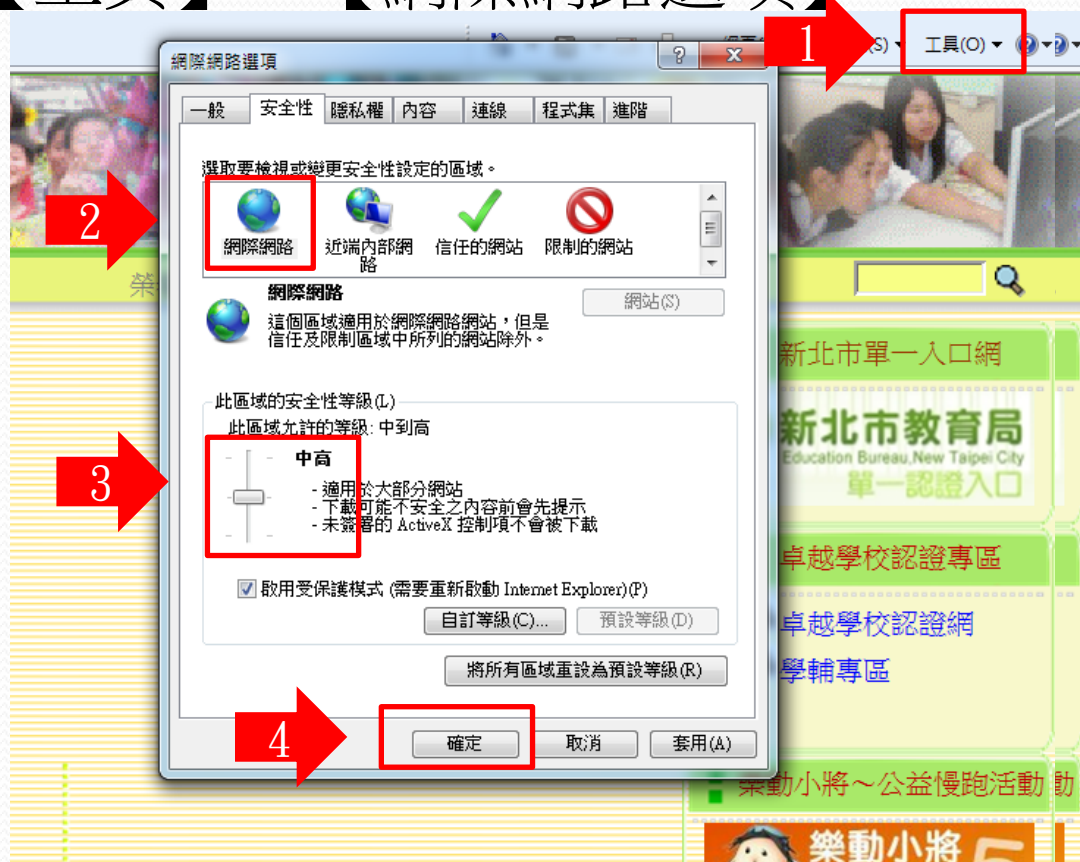 【工具】 【網際網路選項】
1
(S)
工具(O)
網際網路選項
一般
安全性
隱私權
內容
連線
程式集
進階
選取要檢視或變更安全性設定的區域。
2
網際網路
近端內部網路
信任的網站
限制的網站
榮
網際網路
網站(S)
這個區域適用於網際網路網站，但是
信任及限制區域中所列的網站除外。
新北市單一入口網
此區域的安全性等級(L)
此區域允許的等級: 中到高
新北市教育局
Education Bureau,New Taipei City
單一認證入口
3
中高
- 適用於大部分網站
- 下載可能不安全之內容前會先提示
- 未簽署的 ActiveX 控制項不會被下載
卓越學校認證專區
啟用受保護模式 (需要重新啟動 Internet Explorer)(P)
自訂等級(C)...
預設等級(D)
卓越學校認證網
將所有區域重設為預設等級(R)
學輔專區
4
確定
取消
套用(A)
樂動小將～公益慢跑活動
動
樂動小將